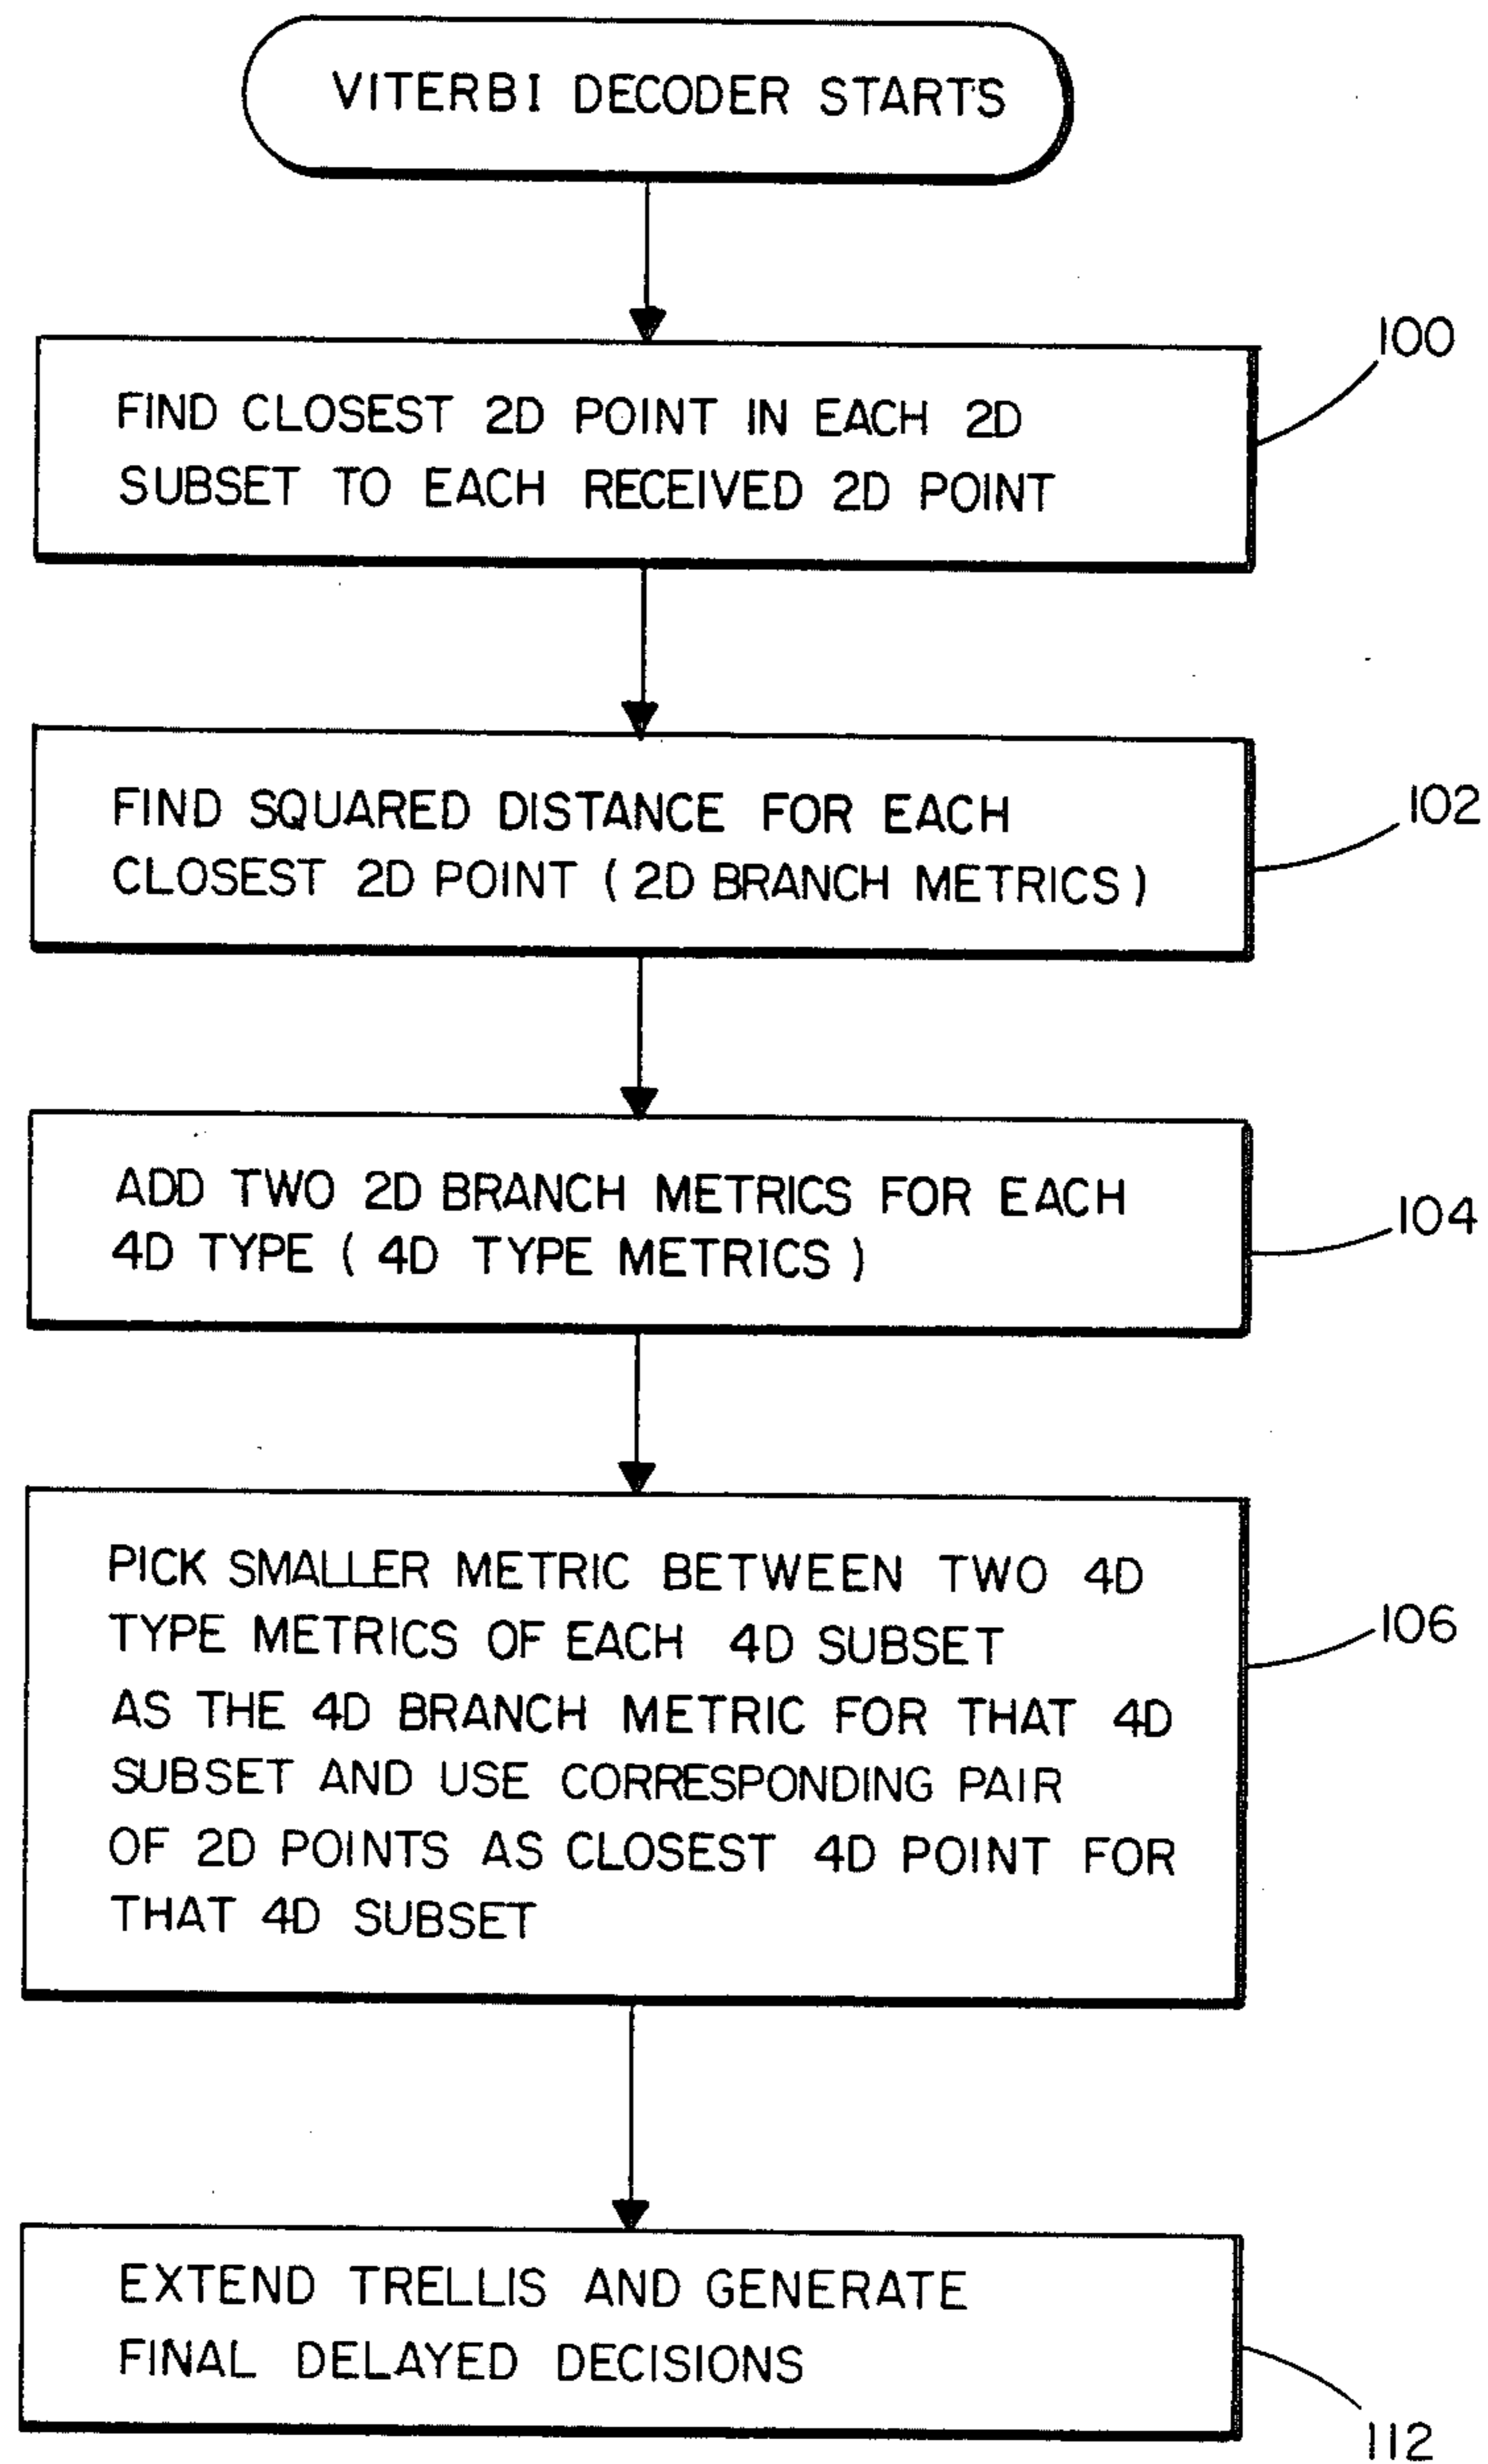 VITERBI DECODER STARTS
100
FIND CLOSEST 2D POINT IN EACH 2D
SUBSET TO EACH RECEIVED 2D POINT
102
FIND SQUARED DISTANCE FOR EACH
CLOSEST 2D POINT (2D BRANCH METRICS)
ADD TWO 2D BRANCH METRICS FOR EACH
4D TYPE (4D TYPE METRICS)
104
PICK SMALLER METRIC BETWEEN TWO 4D
TYPE METRICS OF EACH 4D SUBSET
AS THE 4D BRANCH METRIC FOR THAT 4D
SUBSET AND USE CORRESPONDING PAIR
OF 2D POINTS AS CLOSEST 4D POINT FOR
THAT 4D SUBSET
106
EXTEND TRELLIS AND GENERATE
FINAL DELAYED DECISIONS
112